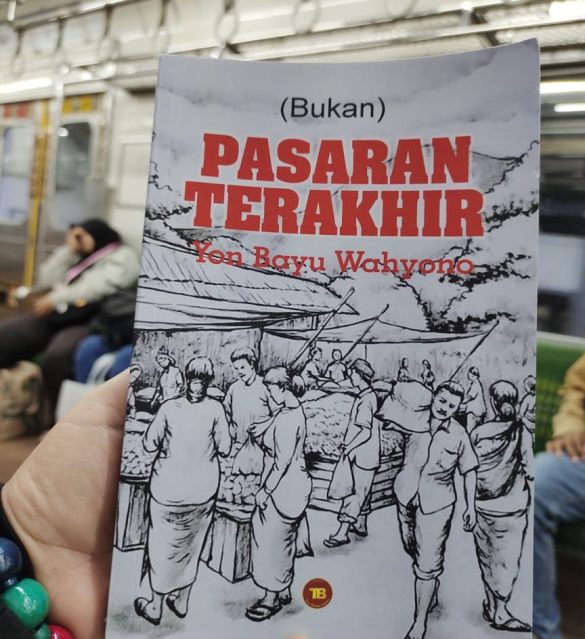 (Bukan)
PASARAN
TERAKHIR
Yon Bayu Wahyono
TB